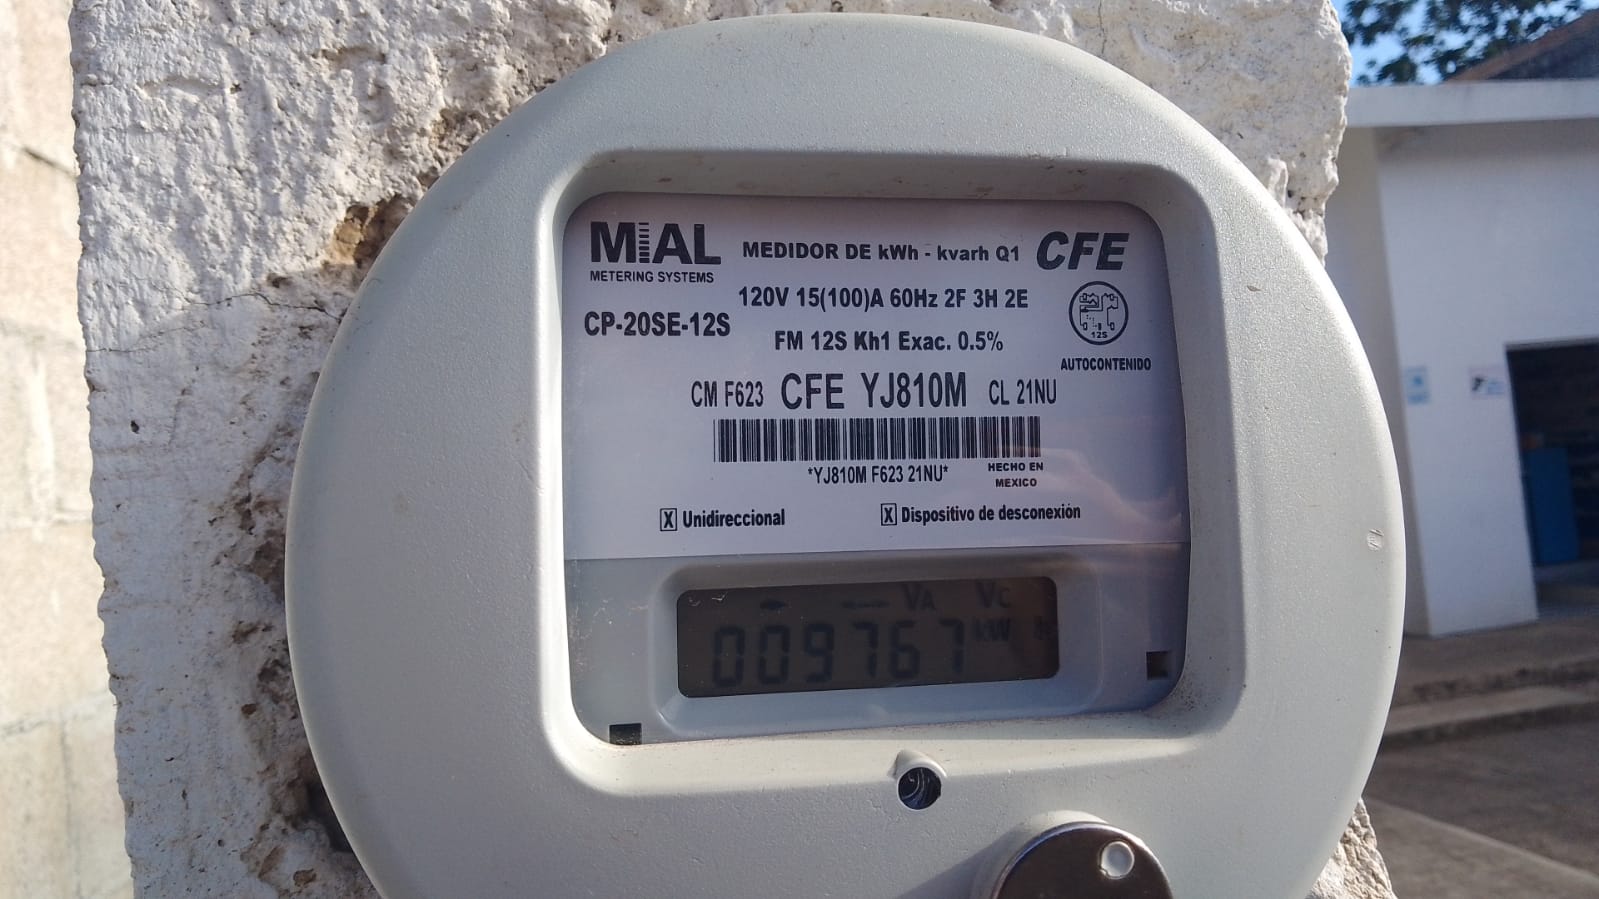 MIAL
METERING SYSTEMS
MEDIDOR DE kWh - kvarh Q1
CFE
120V 15(100)A 60Hz 2F 3H 2E
CP-20SE-12S
FM 12S Kh1 Exac. 0.5%
12S
AUTOCONTENIDO
CM F623 CFE YJ810M CL 21NU
*YJ810M F623 21NU*
HECHO EN
MEXICO
X Unidireccional
X Dispositivo de desconexión
VA VC
009767 kW